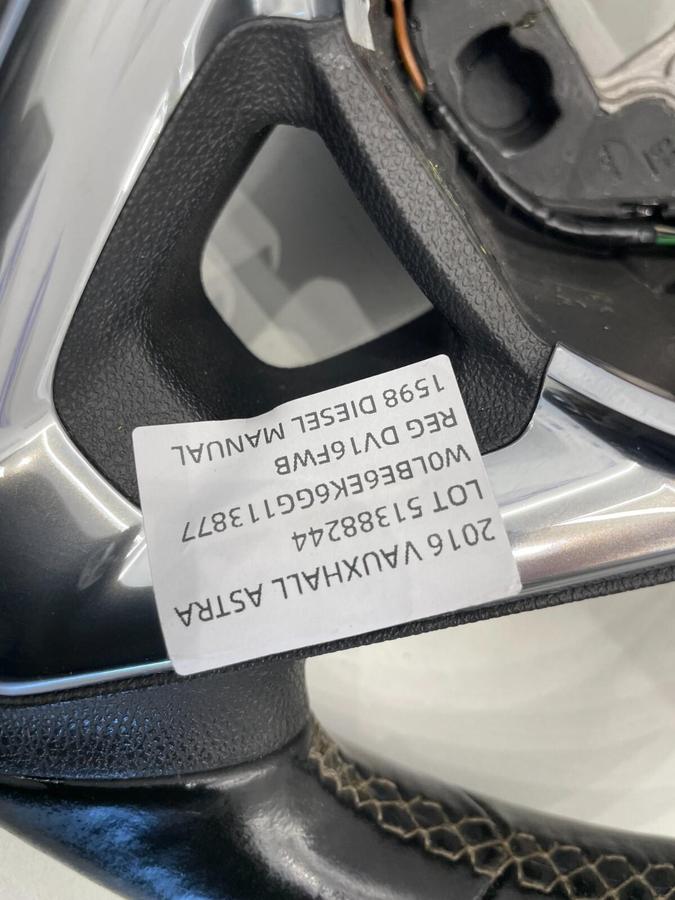 2016 VAUXHALL ASTRA
LOT 51388244
W0LBE6EK6GG113877
REG DV16FWB
1598 DIESEL MANUAL